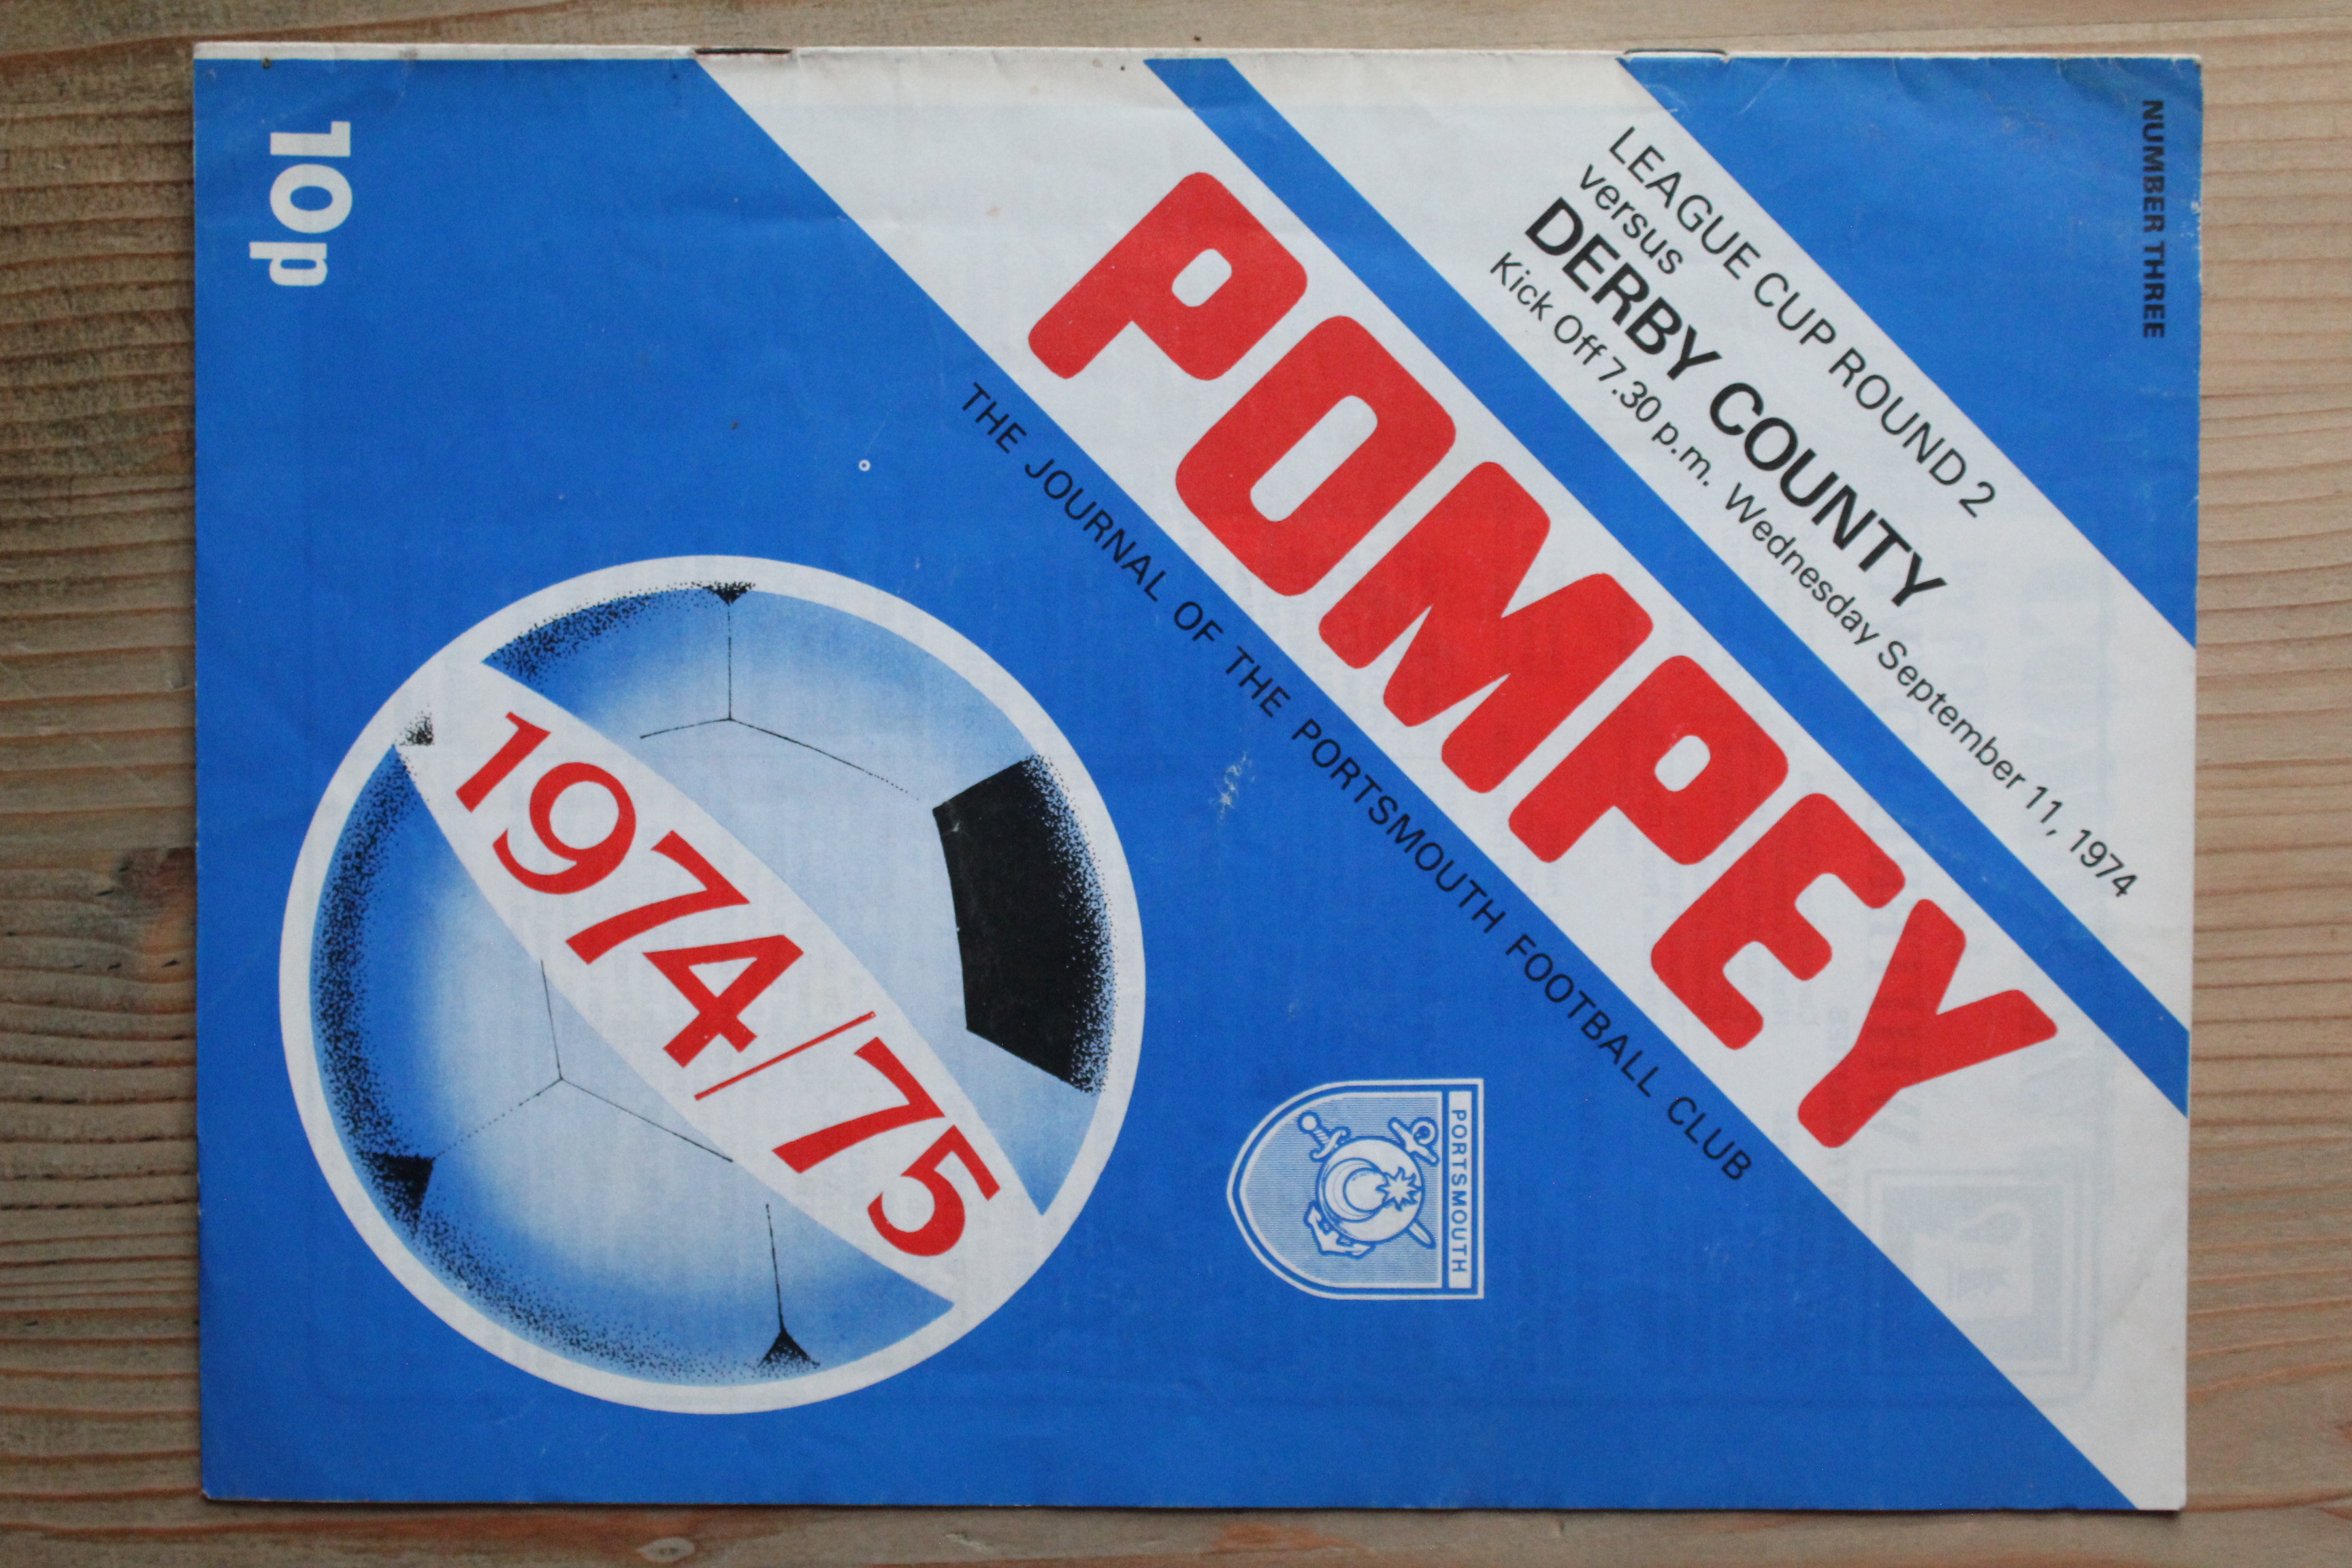 NUMBER THREE
LEAGUE CUP ROUND 2
versus
DERBY COUNTY
Kick Off 7.30 p.m. Wednesday September 11, 1974
POMPEY
THE JOURNAL OF THE PORTSMOUTH FOOTBALL CLUB
PORTSMOUTH
1974/75
10p